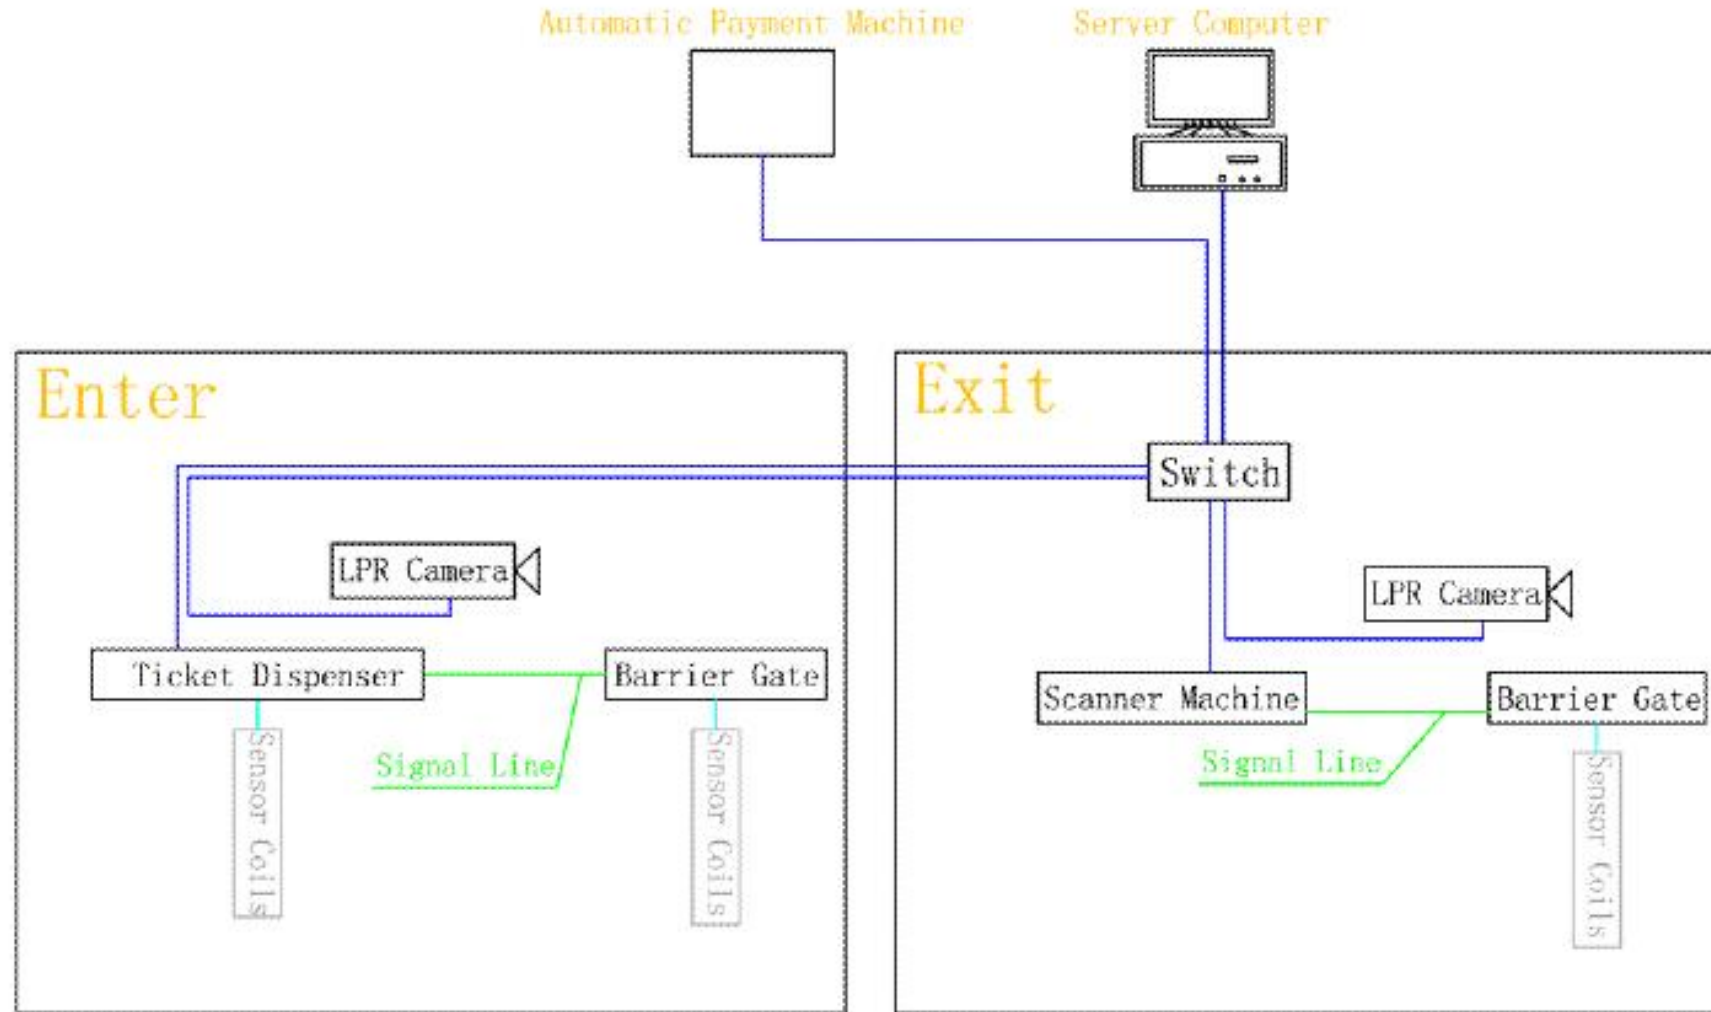 Automatic Payment Machine
Server Computer
Enter
Exit
Switch
LPR Camera
LPR Camera
Ticket Dispenser
Barrier Gate
Scanner Machine
Barrier Gate
Signal Line
Signal Line
Sensor Coils
Sensor Coils
Sensor Coils